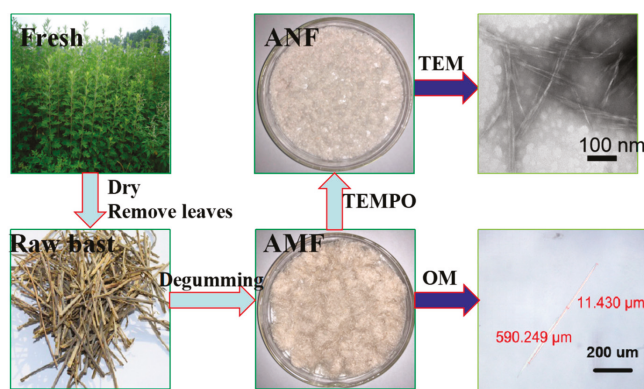 Fresh
ANF
TEM
100 nm
Dry
Remove leaves
TEMPO
Raw bast
AMF
Degumming
OM
11.430 μm
590.249 μm
200 um